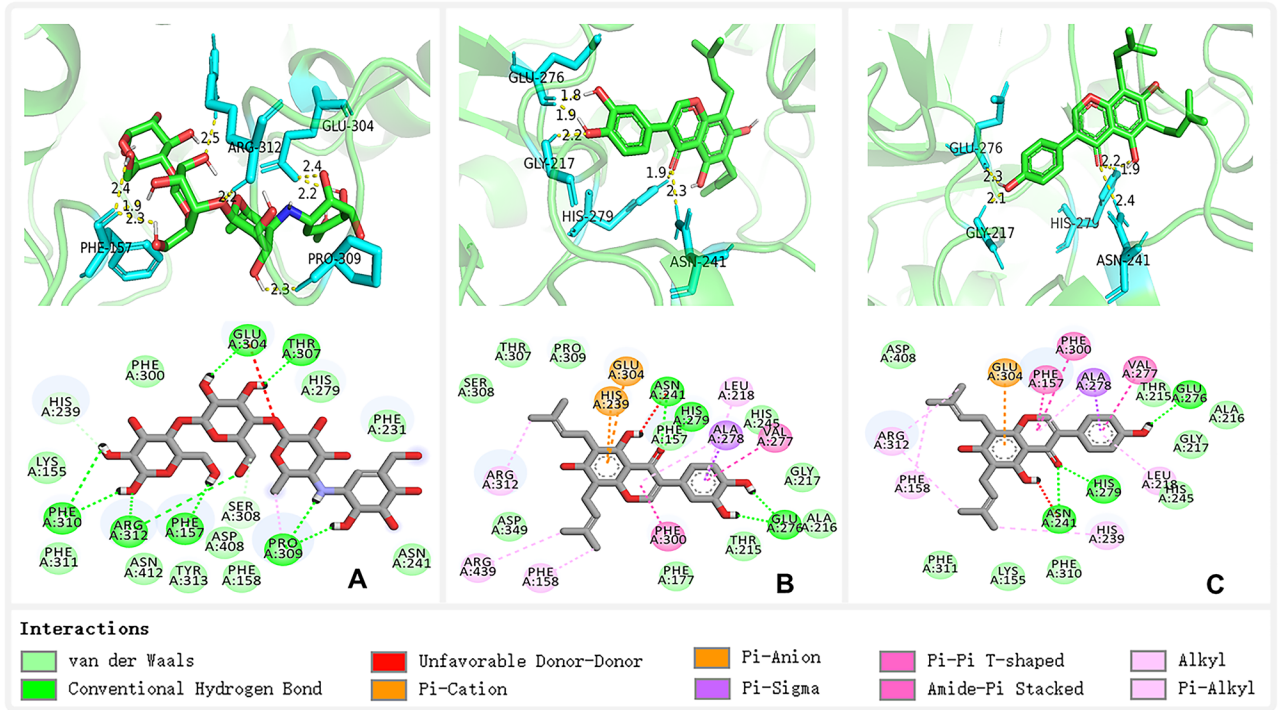 GLU-304
2.5
ARG-312
2.4
2.4
2.2
1.9
2.2
2.3
PHE-157
PRO-309
2.3
GLU-276
1.8
1.9
2.2
GLY-217
1.9
2.3
HIS-279
ASN-241
GLU-276
2.2
1.9
2.3
2.1
2.4
GLY-217
HIS-279
ASN-241
GLU
A:304
THR
A:307
PHE
A:300
HIS
A:279
HIS
A:239
PHE
A:231
LYS
A:155
PHE
A:310
ARG
A:312
PHE
A:157
SER
A:308
ASP
A:408
PRO
A:309
PHE
A:311
ASN
A:412
TYR
A:313
PHE
A:158
ASN
A:241
A
THR
A:307
PRO
A:309
SER
A:308
GLU
A:304
HIS
A:239
ASN
A:241
HIS
A:279
PHE
A:157
LEU
A:218
ALA
A:278
HIS
A:245
VAL
A:277
ARG
A:312
GLY
A:217
ASP
A:349
PHE
A:300
GLU
A:276
ALA
A:216
THR
A:215
ARG
A:439
PHE
A:158
PHE
A:177
B
ASP
A:408
PHE
A:300
GLU
A:304
PHE
A:157
ALA
A:278
VAL
A:277
THR
A:215
GLU
A:276
ALA
A:216
ARG
A:312
GLY
A:217
PHE
A:158
LEU
A:218
HIS
A:245
HIS
A:279
ASN
A:241
HIS
A:239
PHE
A:311
LYS
A:155
PHE
A:310
C
Interactions
van der Waals
Conventional Hydrogen Bond
Unfavorable Donor-Donor
Pi-Cation
Pi-Anion
Pi-Sigma
Pi-Pi T-shaped
Amide-Pi Stacked
Alkyl
Pi-Alkyl